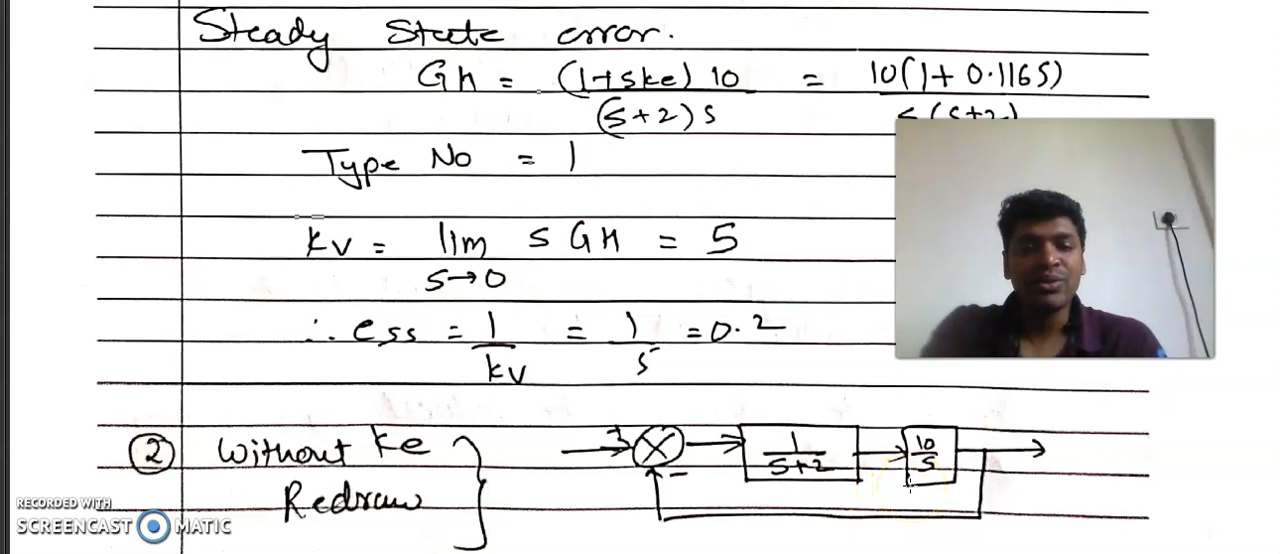 Steady State error.
GH = (1+ske) 10 / (s+2) s = 10(1+0.116s) / s(s+2)
Type No = 1
kv = lim s→0 s GH = 5
∴ ess = 1/kv = 1/5 = 0.2
② Without ke
Redraw
1/(s+2)
10/s
-
RECORDED WITH
SCREENCAST MATIC